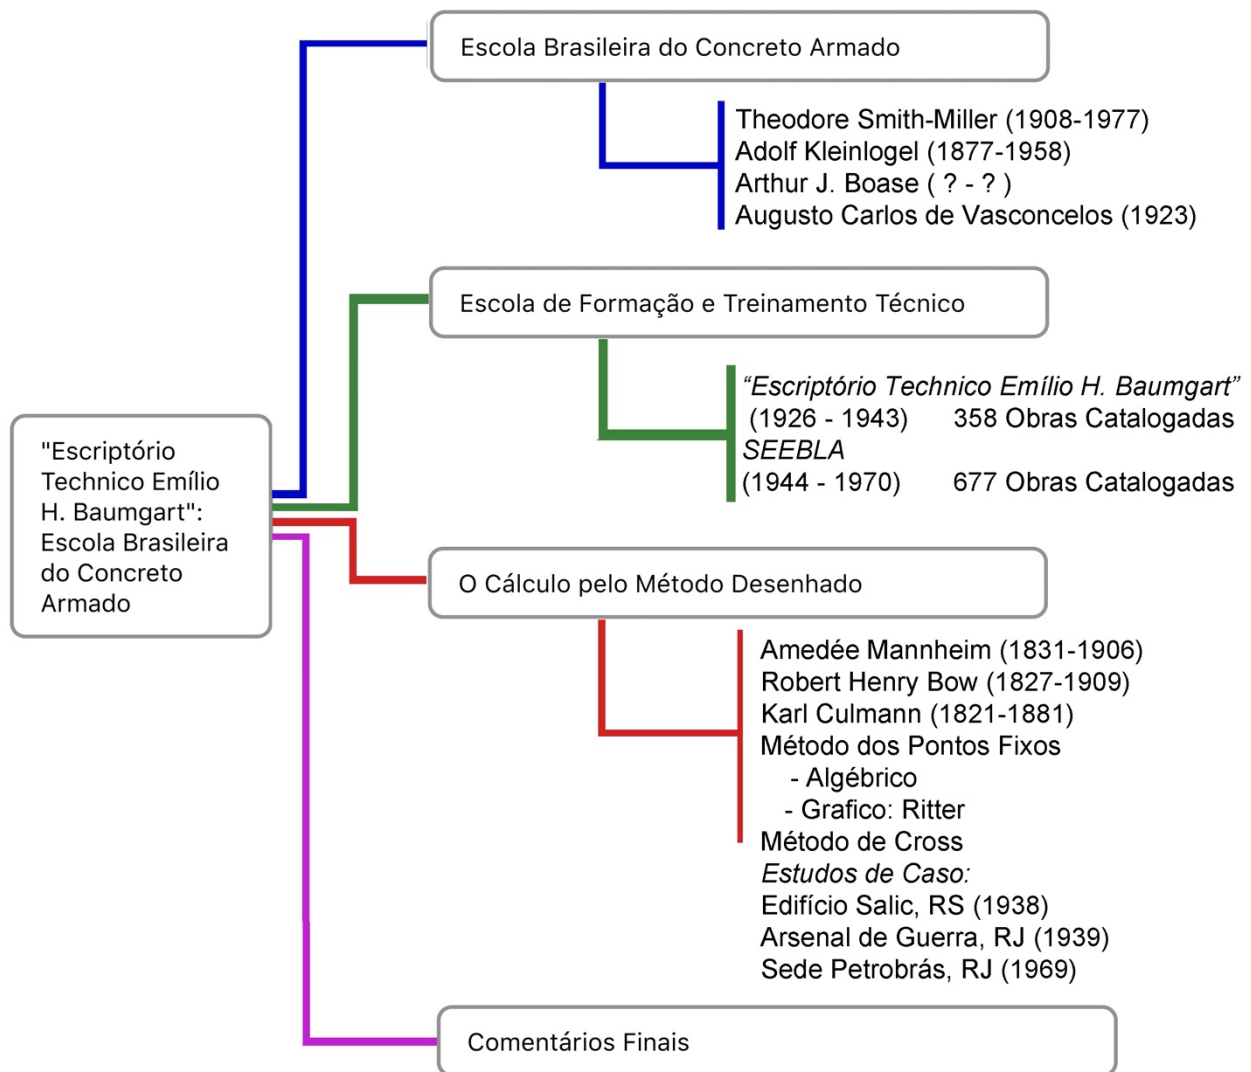 Escola Brasileira do Concreto Armado
Theodore Smith-Miller (1908-1977)
Adolf Kleinlogel (1877-1958)
Arthur J. Boase ( ? - ? )
Augusto Carlos de Vasconcelos (1923)
Escola de Formação e Treinamento Técnico
“Escriptório Technico Emílio H. Baumgart”
(1926 - 1943) 358 Obras Catalogadas
SEEBLA
(1944 - 1970) 677 Obras Catalogadas
"Escriptório
Technico Emílio
H. Baumgart":
Escola Brasileira
do Concreto
Armado
O Cálculo pelo Método Desenhado
Amedée Mannheim (1831-1906)
Robert Henry Bow (1827-1909)
Karl Culmann (1821-1881)
Método dos Pontos Fixos
- Algébrico
- Grafico: Ritter
Método de Cross
Estudos de Caso:
Edifício Salic, RS (1938)
Arsenal de Guerra, RJ (1939)
Sede Petrobrás, RJ (1969)
Comentários Finais